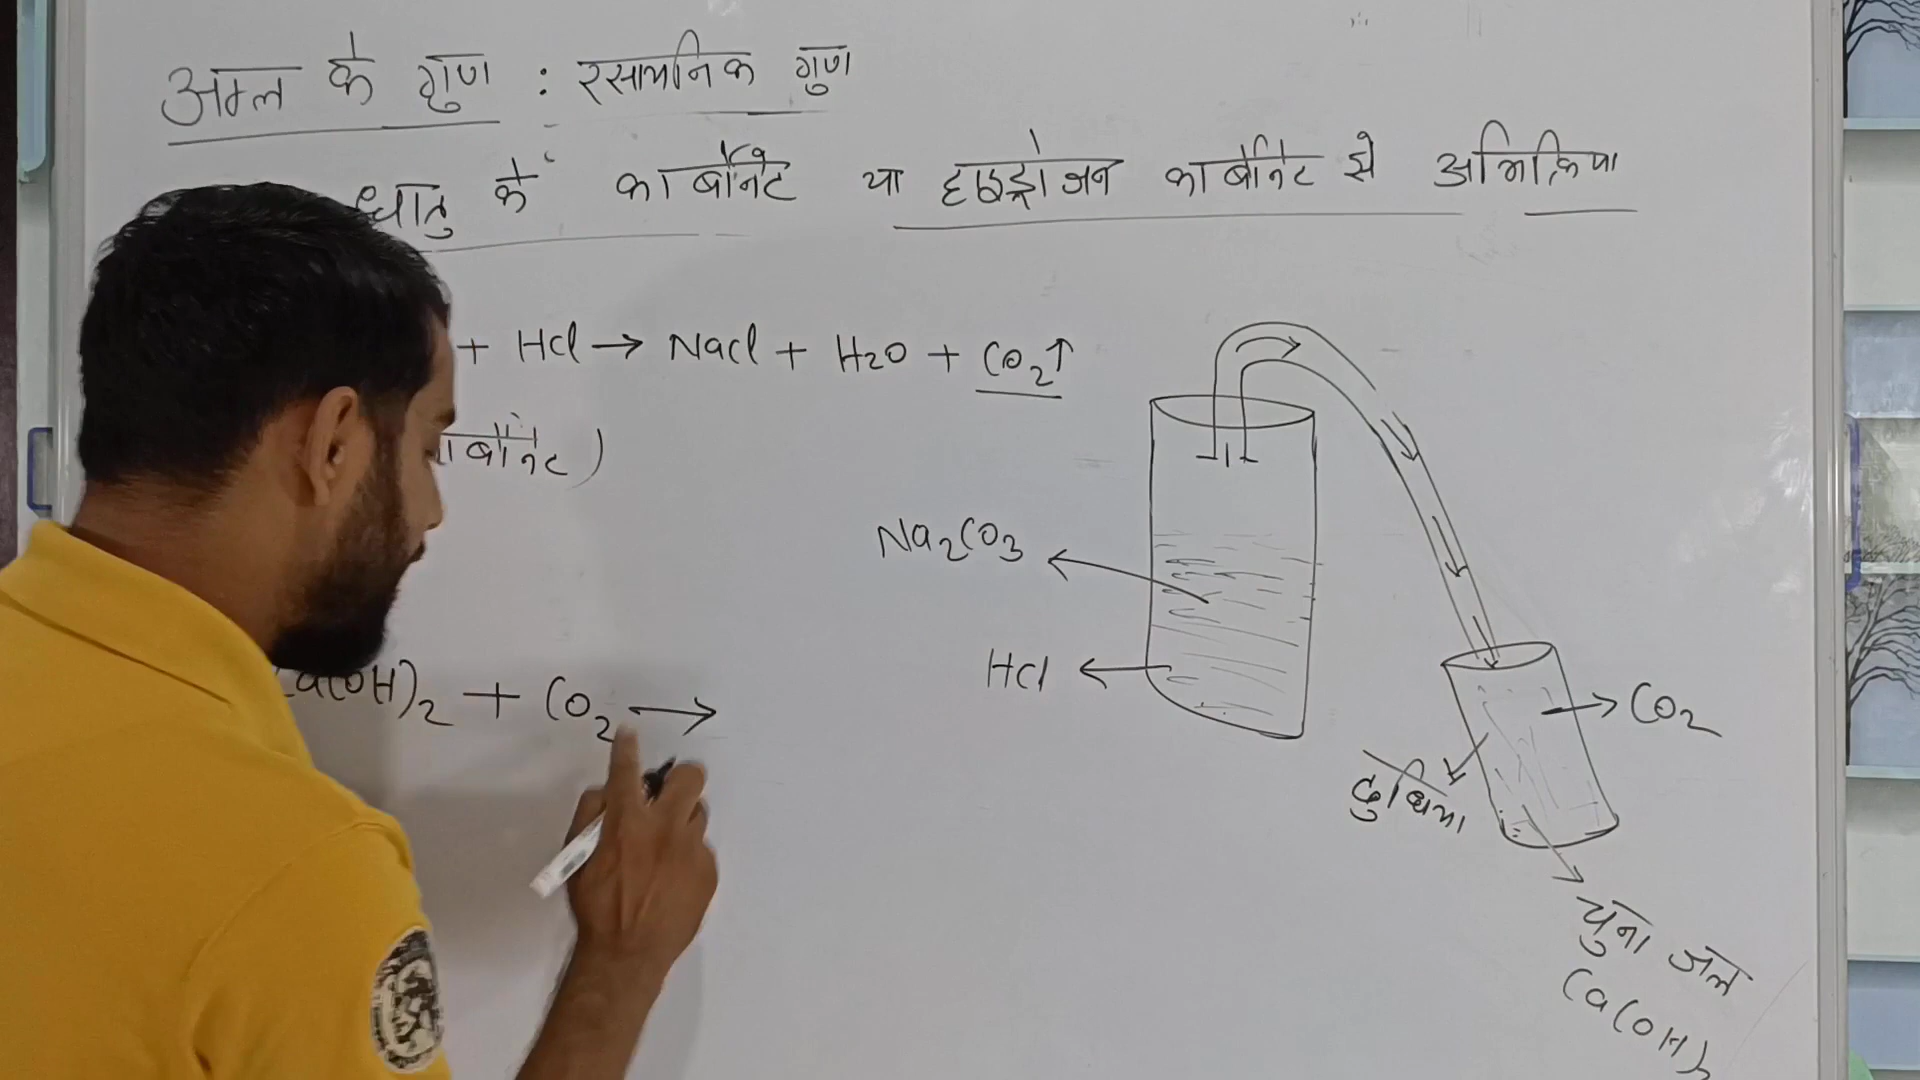 अम्ल के गुण : रसायनिक गुण
धातु के कार्बोनेट या हाइड्रोजन कार्बोनेट से अभिक्रिया
+ HCl → NaCl + H2O + CO2↑
Na2CO3
HCl
Ca(OH)2 + CO2 →
CO2
दुधिया
चुना जल
Ca(OH)2